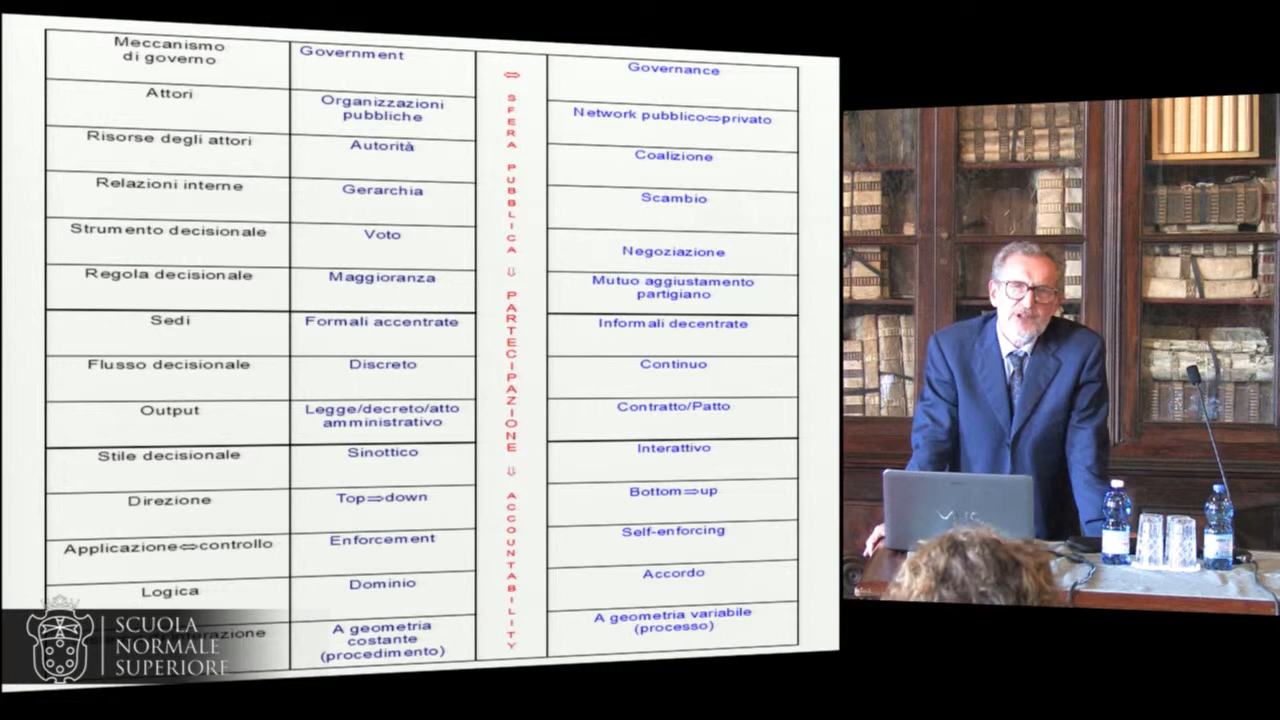 Meccanismo
di governo
Government
Governance
Attori
Organizzazioni
pubbliche
Network pubblico⇔privato
Risorse degli attori
Autorità
Coalizione
Relazioni interne
Gerarchia
Scambio
Strumento decisionale
Voto
Negoziazione
Regola decisionale
Maggioranza
Mutuo aggiustamento
partigiano
Sedi
Formali accentrate
Informali decentrate
Flusso decisionale
Discreto
Continuo
Output
Legge/decreto/atto
amministrativo
Contratto/Patto
Stile decisionale
Sinottico
Interattivo
Direzione
Top⇒down
Bottom⇒up
Applicazione⇔controllo
Enforcement
Self-enforcing
Logica
Dominio
Accordo
interazione
A geometria
costante
(procedimento)
A geometria variabile
(processo)
⇔ SFERA PUBBLICA ⇓ PARTECIPAZIONE ⇓ ACCOUNTABILITY
SCUOLA
NORMALE
SUPERIORE
VAIO